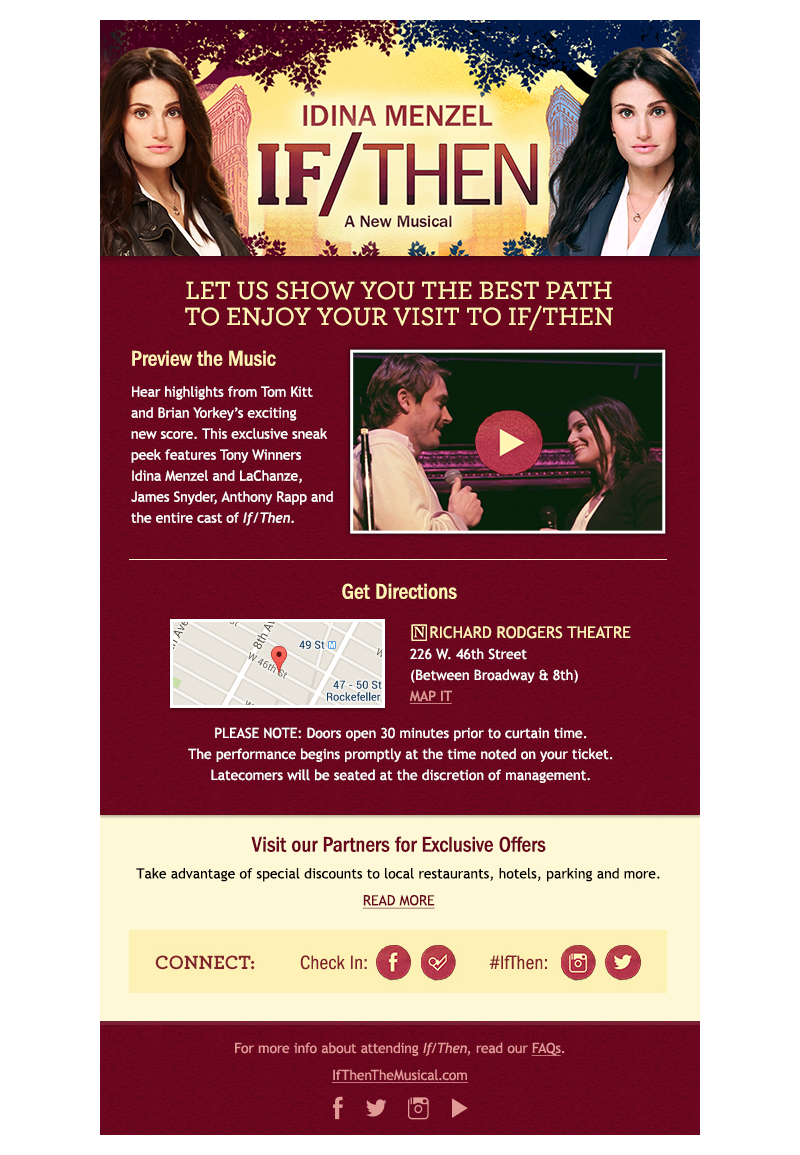 IDINA MENZEL
IF/THEN
A New Musical
LET US SHOW YOU THE BEST PATH
TO ENJOY YOUR VISIT TO IF/THEN
Preview the Music
Hear highlights from Tom Kitt
and Brian Yorkey’s exciting
new score. This exclusive sneak
peek features Tony Winners
Idina Menzel and LaChanze,
James Snyder, Anthony Rapp and
the entire cast of If/Then.
Get Directions
8th Ave
49 St M
W 46th St
47 - 50 St
Rockefeller
N RICHARD RODGERS THEATRE
226 W. 46th Street
(Between Broadway & 8th)
MAP IT
PLEASE NOTE: Doors open 30 minutes prior to curtain time.
The performance begins promptly at the time noted on your ticket.
Latecomers will be seated at the discretion of management.
Visit our Partners for Exclusive Offers
Take advantage of special discounts to local restaurants, hotels, parking and more.
READ MORE
CONNECT: Check In: #IfThen:
For more info about attending If/Then, read our FAQs.
IfThenTheMusical.com